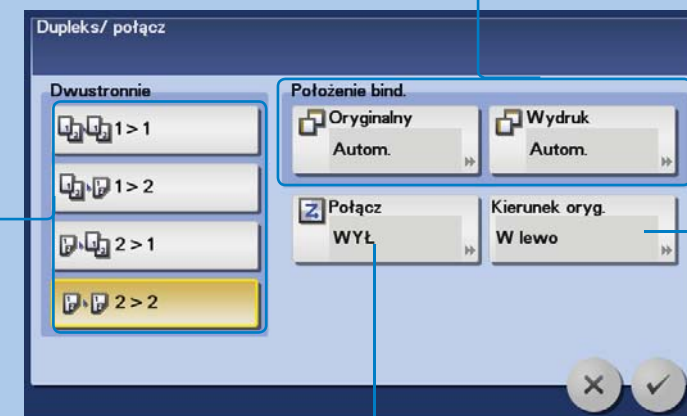 Dupleks/ połącz
Dwustronnie
1 > 1
1 > 2
2 > 1
2 > 2
Położenie bind.
Oryginalny
Autom.
Wydruk
Autom.
Połącz
WYŁ
Kierunek oryg.
W lewo